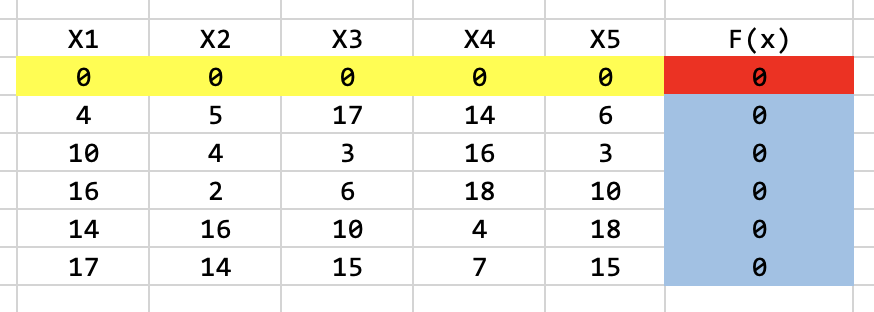 X1 X2 X3 X4 X5 F(x)
0 0 0 0 0 0
4 5 17 14 6 0
10 4 3 16 3 0
16 2 6 18 10 0
14 16 10 4 18 0
17 14 15 7 15 0